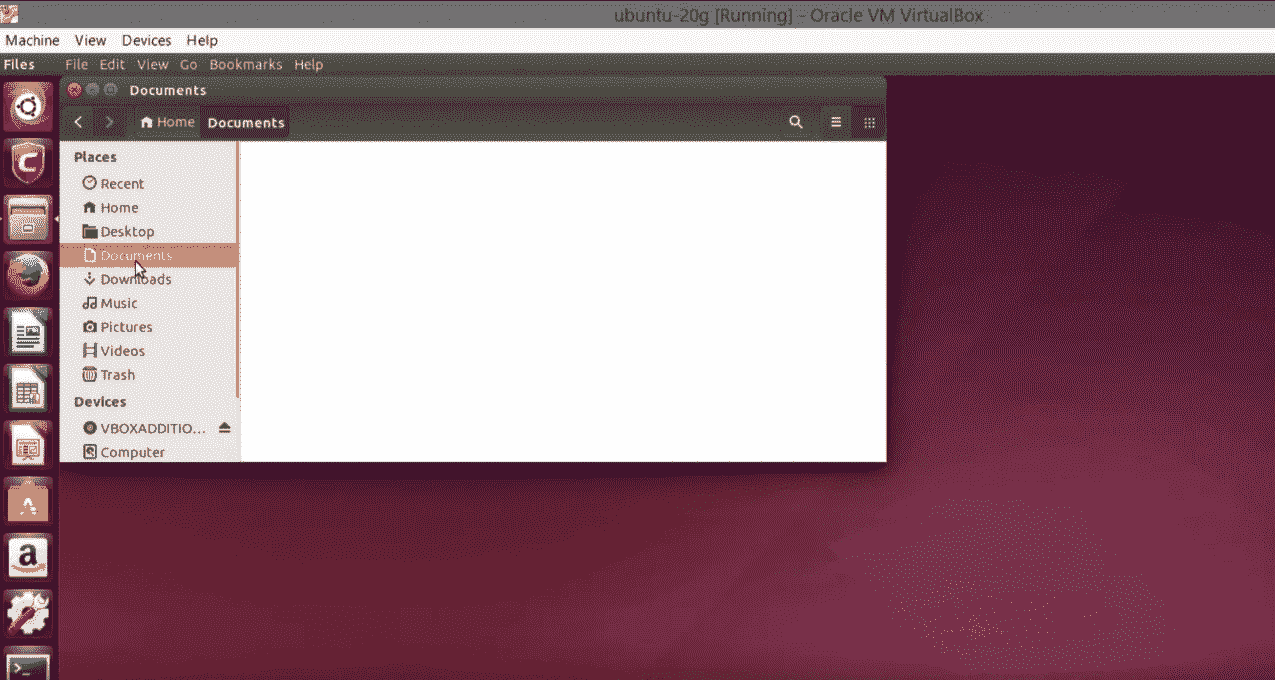 ubuntu-20g [Running] - Oracle VM VirtualBox
Machine View Devices Help
Files File Edit View Go Bookmarks Help
Documents
Home Documents
Places
Recent
Home
Desktop
Documents
Downloads
Music
Pictures
Videos
Trash
Devices
VBOXADDITIO...
Computer